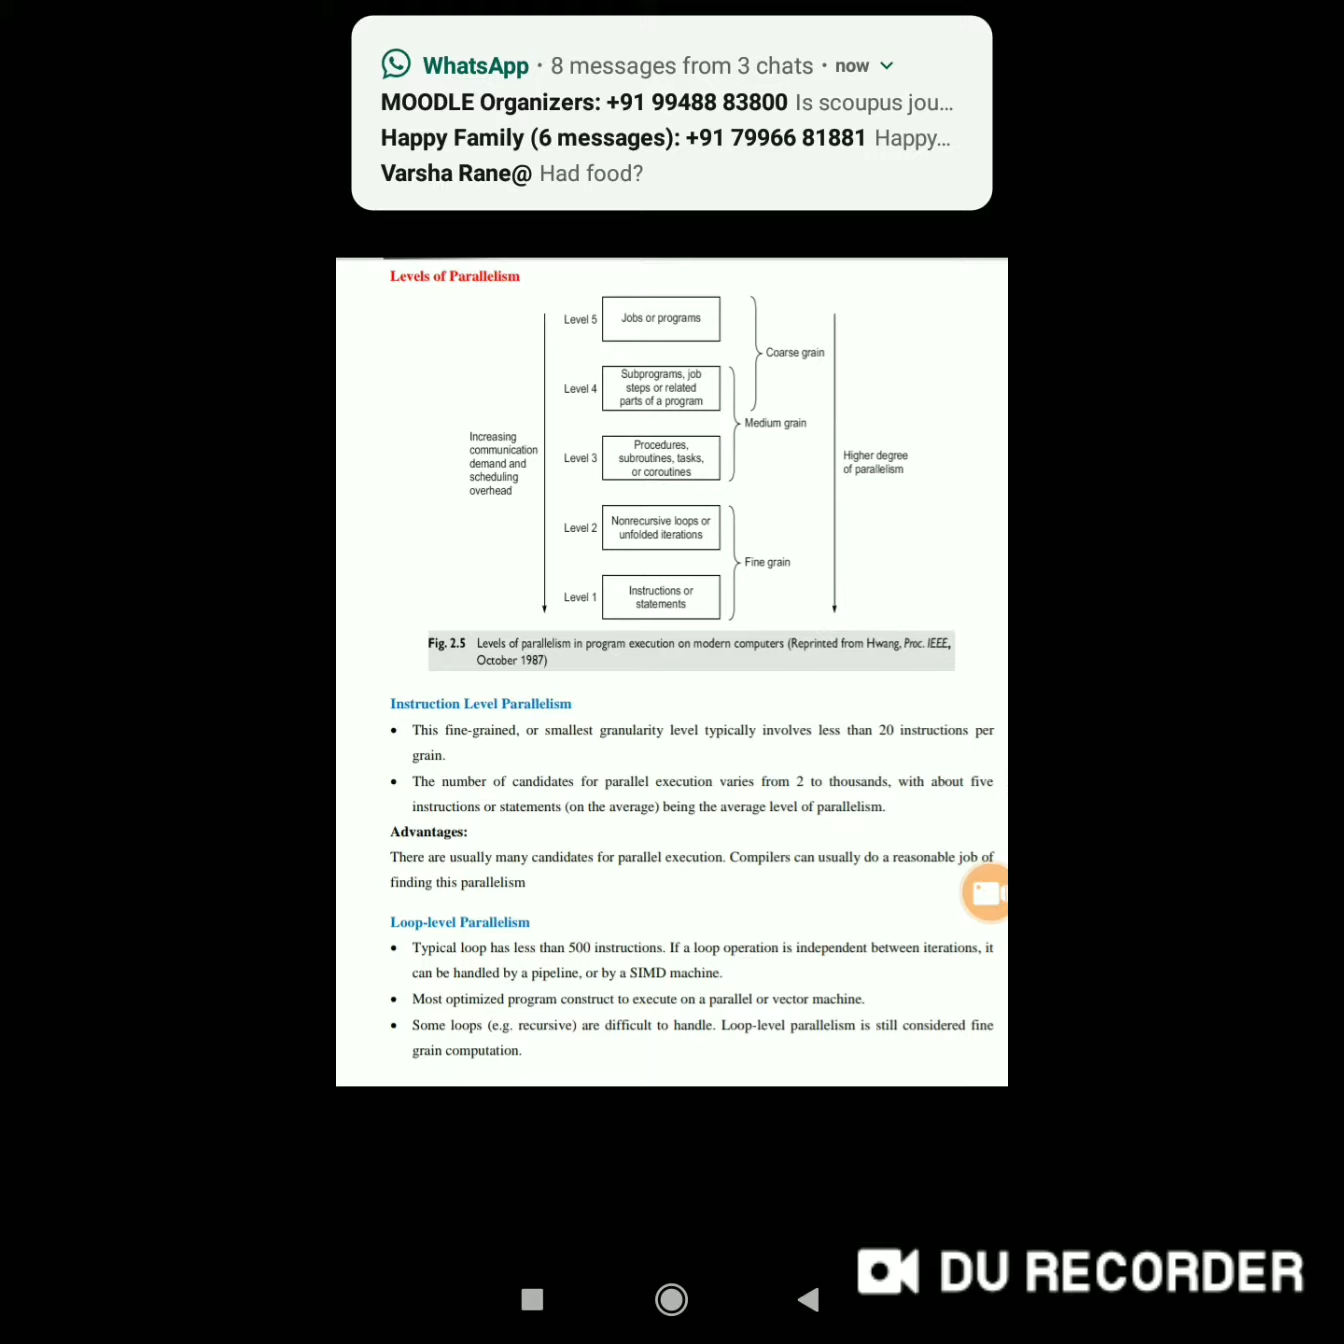 WhatsApp • 8 messages from 3 chats • now
MOODLE Organizers: +91 99488 83800 Is scoupus jou...
Happy Family (6 messages): +91 79966 81881 Happy...
Varsha Rane@ Had food?
Levels of Parallelism
Level 5
Jobs or programs
Coarse grain
Level 4
Subprograms, job
steps or related
parts of a program
Medium grain
Increasing
communication
demand and
scheduling
overhead
Level 3
Procedures,
subroutines, tasks,
or coroutines
Higher degree
of parallelism
Level 2
Nonrecursive loops or
unfolded iterations
Fine grain
Level 1
Instructions or
statements
Fig. 2.5 Levels of parallelism in program execution on modern computers (Reprinted from Hwang, Proc. IEEE,
October 1987)
Instruction Level Parallelism
• This fine-grained, or smallest granularity level typically involves less than 20 instructions per
grain.
• The number of candidates for parallel execution varies from 2 to thousands, with about five
instructions or statements (on the average) being the average level of parallelism.
Advantages:
There are usually many candidates for parallel execution. Compilers can usually do a reasonable job of
finding this parallelism
Loop-level Parallelism
• Typical loop has less than 500 instructions. If a loop operation is independent between iterations, it
can be handled by a pipeline, or by a SIMD machine.
• Most optimized program construct to execute on a parallel or vector machine.
• Some loops (e.g. recursive) are difficult to handle. Loop-level parallelism is still considered fine
grain computation.
DU RECORDER